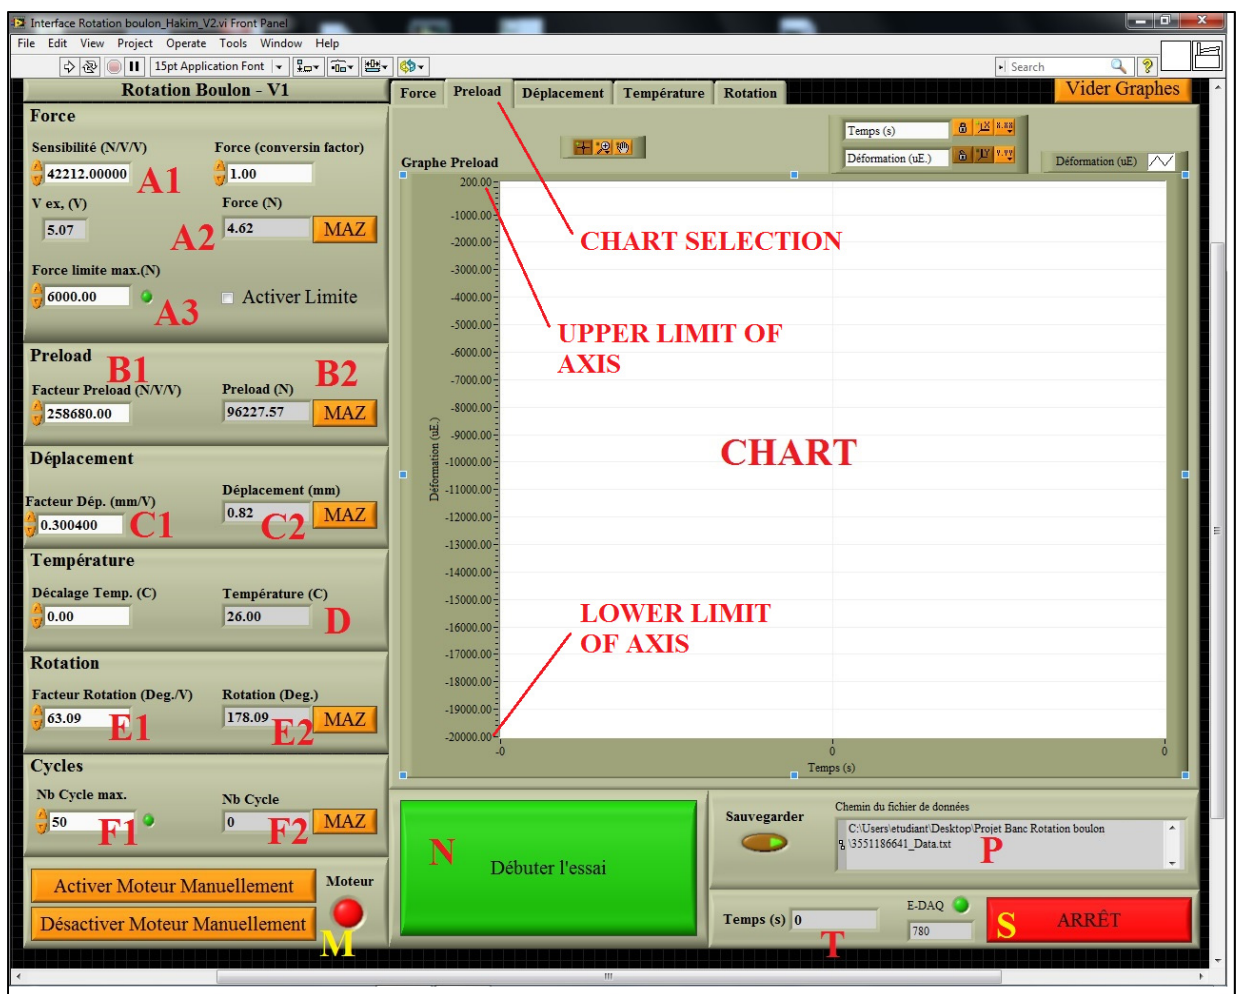 Interface Rotation boulon_Hakim_V2.vi Front Panel
File Edit View Project Operate Tools Window Help
15pt Application Font
Search
Rotation Boulon - V1
Force Preload Déplacement Température Rotation
Vider Graphes
Force
Sensibilité (N/V/V) Force (conversin factor)
42212.00000 A1 1.00
V ex, (V) Force (N)
5.07 A2 4.62 MAZ
Force limite max.(N)
6000.00 A3 Activer Limite
Preload
B1 B2
Facteur Preload (N/V/V) Preload (N)
258680.00 96227.57 MAZ
Déplacement
Facteur Dép. (mm/V) Déplacement (mm)
0.300400 C1 0.82 C2 MAZ
Température
Décalage Temp. (C) Température (C)
0.00 26.00 D
Rotation
Facteur Rotation (Deg./V) Rotation (Deg.)
63.09 E1 178.09 E2 MAZ
Cycles
Nb Cycle max. Nb Cycle
50 F1 0 F2 MAZ
Activer Moteur Manuellement Moteur
Désactiver Moteur Manuellement
M
Temps (s)
Déformation (uE.)
Déformation (uE)
Graphe Preload
200.00
-1000.00
-2000.00
-3000.00
-4000.00
-5000.00
-6000.00
-7000.00
-8000.00
-9000.00
-10000.00
-11000.00
-12000.00
-13000.00
-14000.00
-15000.00
-16000.00
-17000.00
-18000.00
-19000.00
-20000.00
Déformation (uE.)
-0 0 0
Temps (s)
CHART SELECTION
UPPER LIMIT OF
AXIS
CHART
LOWER LIMIT
OF AXIS
N
Débuter l'essai
Sauvegarder
Chemin du fichier de données
C:\Users\etudiant\Desktop\Projet Banc Rotation boulon
\3551186641_Data.txt
P
Temps (s) 0
T
E-DAQ
780
S ARRÊT